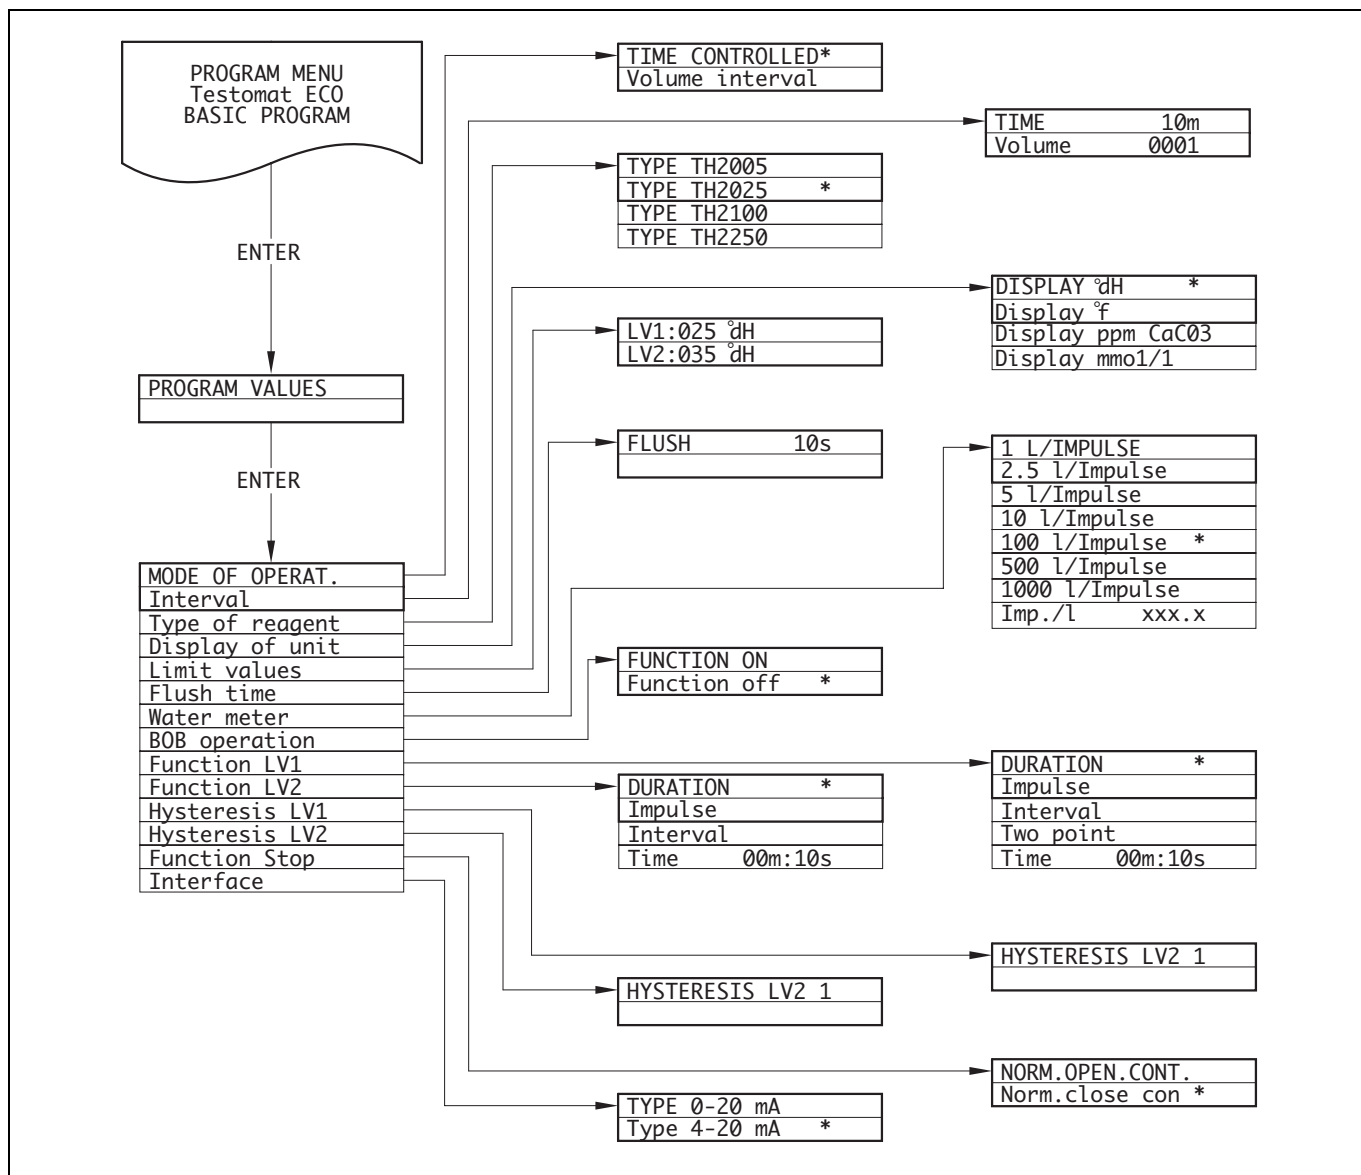 PROGRAM MENU
Testomat ECO
BASIC PROGRAM
ENTER
PROGRAM VALUES
ENTER
MODE OF OPERAT.
Interval
Type of reagent
Display of unit
Limit values
Flush time
Water meter
BOB operation
Function LV1
Function LV2
Hysteresis LV1
Hysteresis LV2
Function Stop
Interface
TIME CONTROLLED*
Volume interval
TIME 10m
Volume 0001
TYPE TH2005
TYPE TH2025 *
TYPE TH2100
TYPE TH2250
DISPLAY °dH *
Display °f
Display ppm CaC03
Display mmo1/1
LV1:025 °dH
LV2:035 °dH
FLUSH 10s
1 L/IMPULSE
2.5 l/Impulse
5 l/Impulse
10 l/Impulse
100 l/Impulse *
500 l/Impulse
1000 l/Impulse
Imp./l xxx.x
FUNCTION ON
Function off *
DURATION *
Impulse
Interval
Two point
Time 00m:10s
DURATION *
Impulse
Interval
Time 00m:10s
HYSTERESIS LV2 1
HYSTERESIS LV2 1
NORM.OPEN.CONT.
Norm.close con *
TYPE 0-20 mA
Type 4-20 mA *